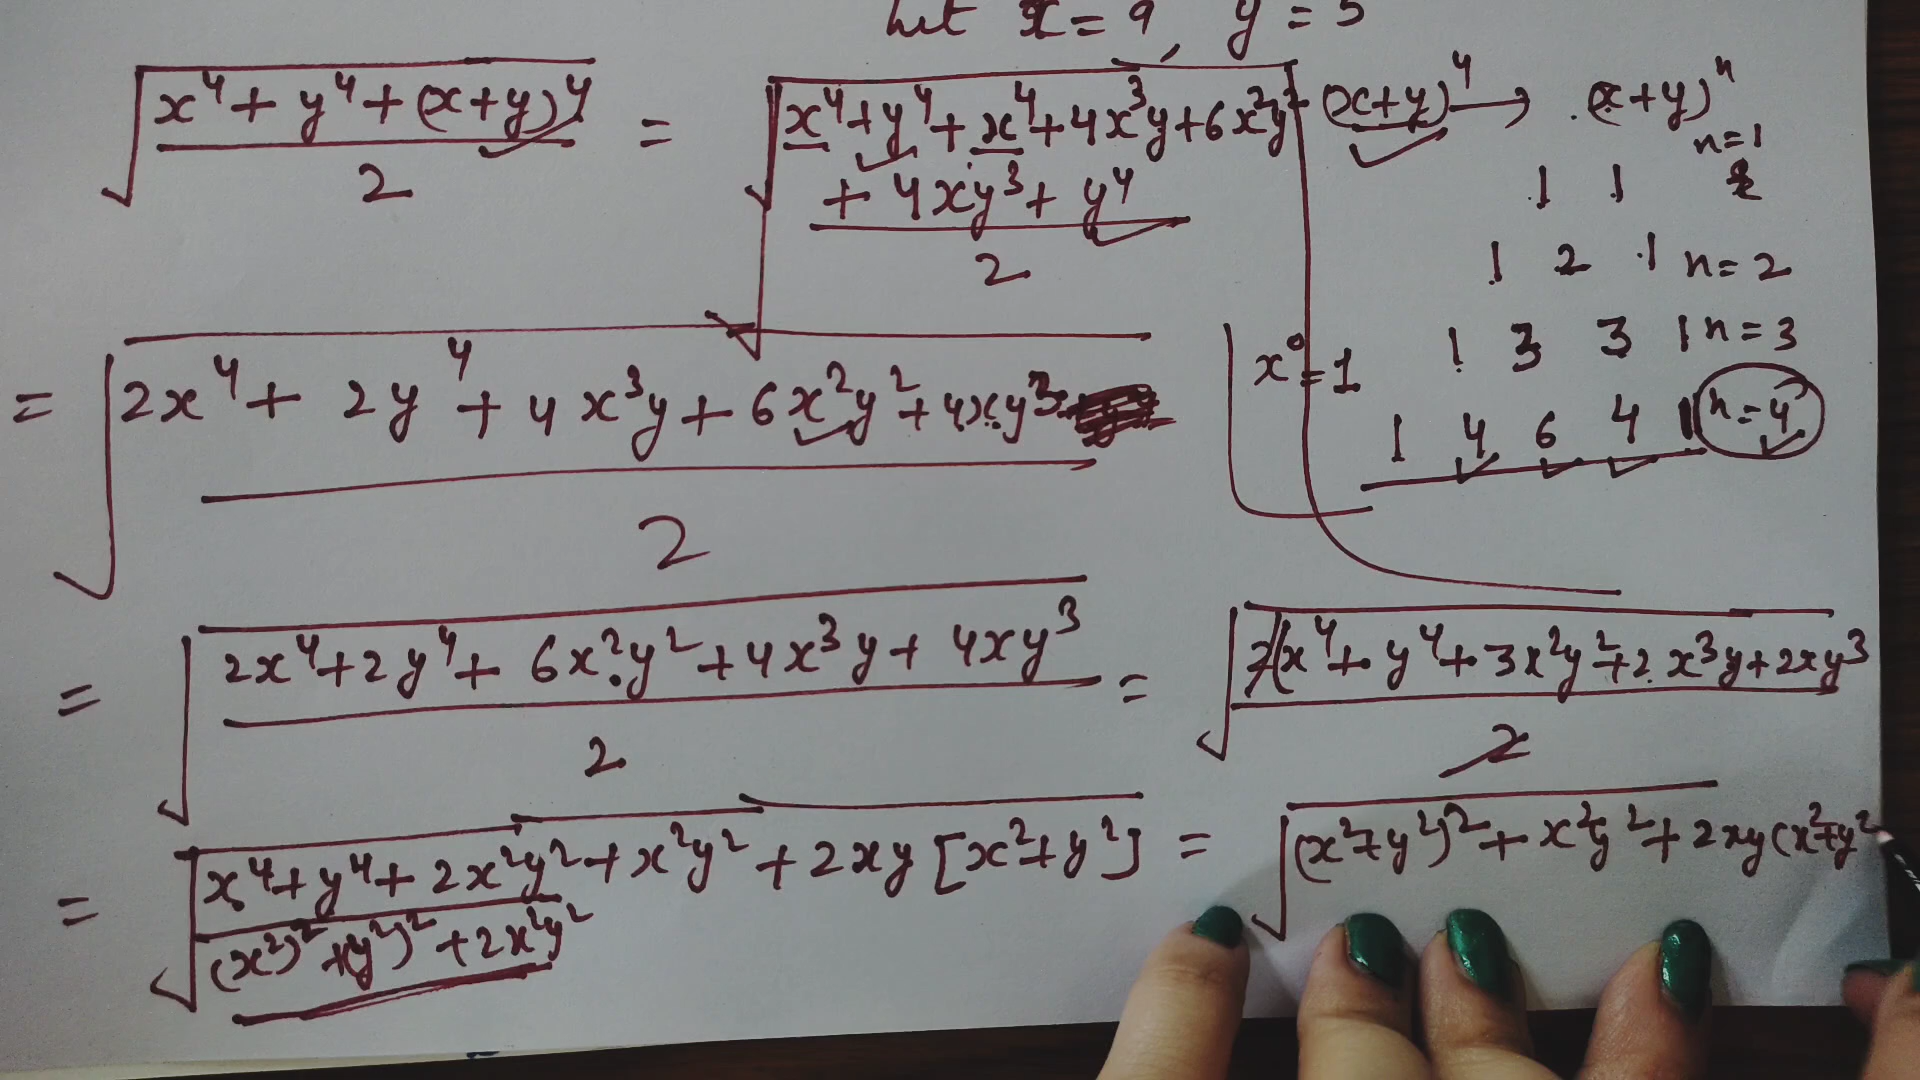 Let x = 9, y = 5
√((x⁴ + y⁴ + (x+y)⁴)/2) = √((x⁴ + y⁴ + x⁴ + 4x³y + 6x²y² + 4xy³ + y⁴)/2)
(x+y)⁴ → (x+y)ⁿ
n=1
1 1
1 2 1 n=2
1 3 3 1 n=3
1 4 6 4 1 n=4
x⁰=1
= √((2x⁴ + 2y⁴ + 4x³y + 6x²y² + 4xy³)/2)
= √((2x⁴ + 2y⁴ + 6x²y² + 4x³y + 4xy³)/2) = √(2(x⁴ + y⁴ + 3x²y² + 2x³y + 2xy³/2)
= √(x⁴ + y⁴ + 2x²y² + x²y² + 2xy[x²+y²]) = √((x²+y²)² + x²y² + 2xy(x²+y²
(x²)² + (y²)² + 2x²y²